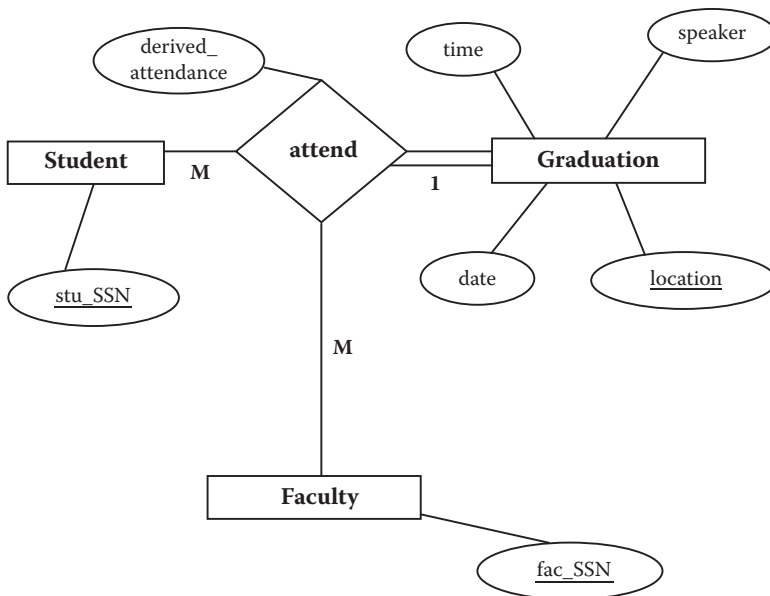 derived_
attendance
time
speaker
Student
M
attend
1
Graduation
stu_SSN
date
location
M
Faculty
fac_SSN